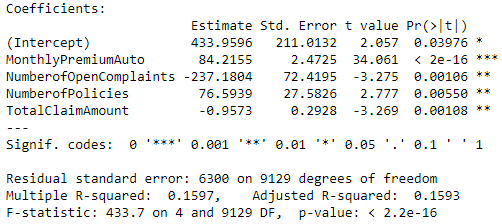 Coefficients:
Estimate Std. Error t value Pr(>|t|)
(Intercept) 433.9596 211.0132 2.057 0.03976 *
MonthlyPremiumAuto 84.2155 2.4725 34.061 < 2e-16 ***
NumberofOpenComplaints -237.1804 72.4195 -3.275 0.00106 **
NumberofPolicies 76.5939 27.5826 2.777 0.00550 **
TotalClaimAmount -0.9573 0.2928 -3.269 0.00108 **
---
Signif. codes: 0 '***' 0.001 '**' 0.01 '*' 0.05 '.' 0.1 ' ' 1
Residual standard error: 6300 on 9129 degrees of freedom
Multiple R-squared: 0.1597, Adjusted R-squared: 0.1593
F-statistic: 433.7 on 4 and 9129 DF, p-value: < 2.2e-16